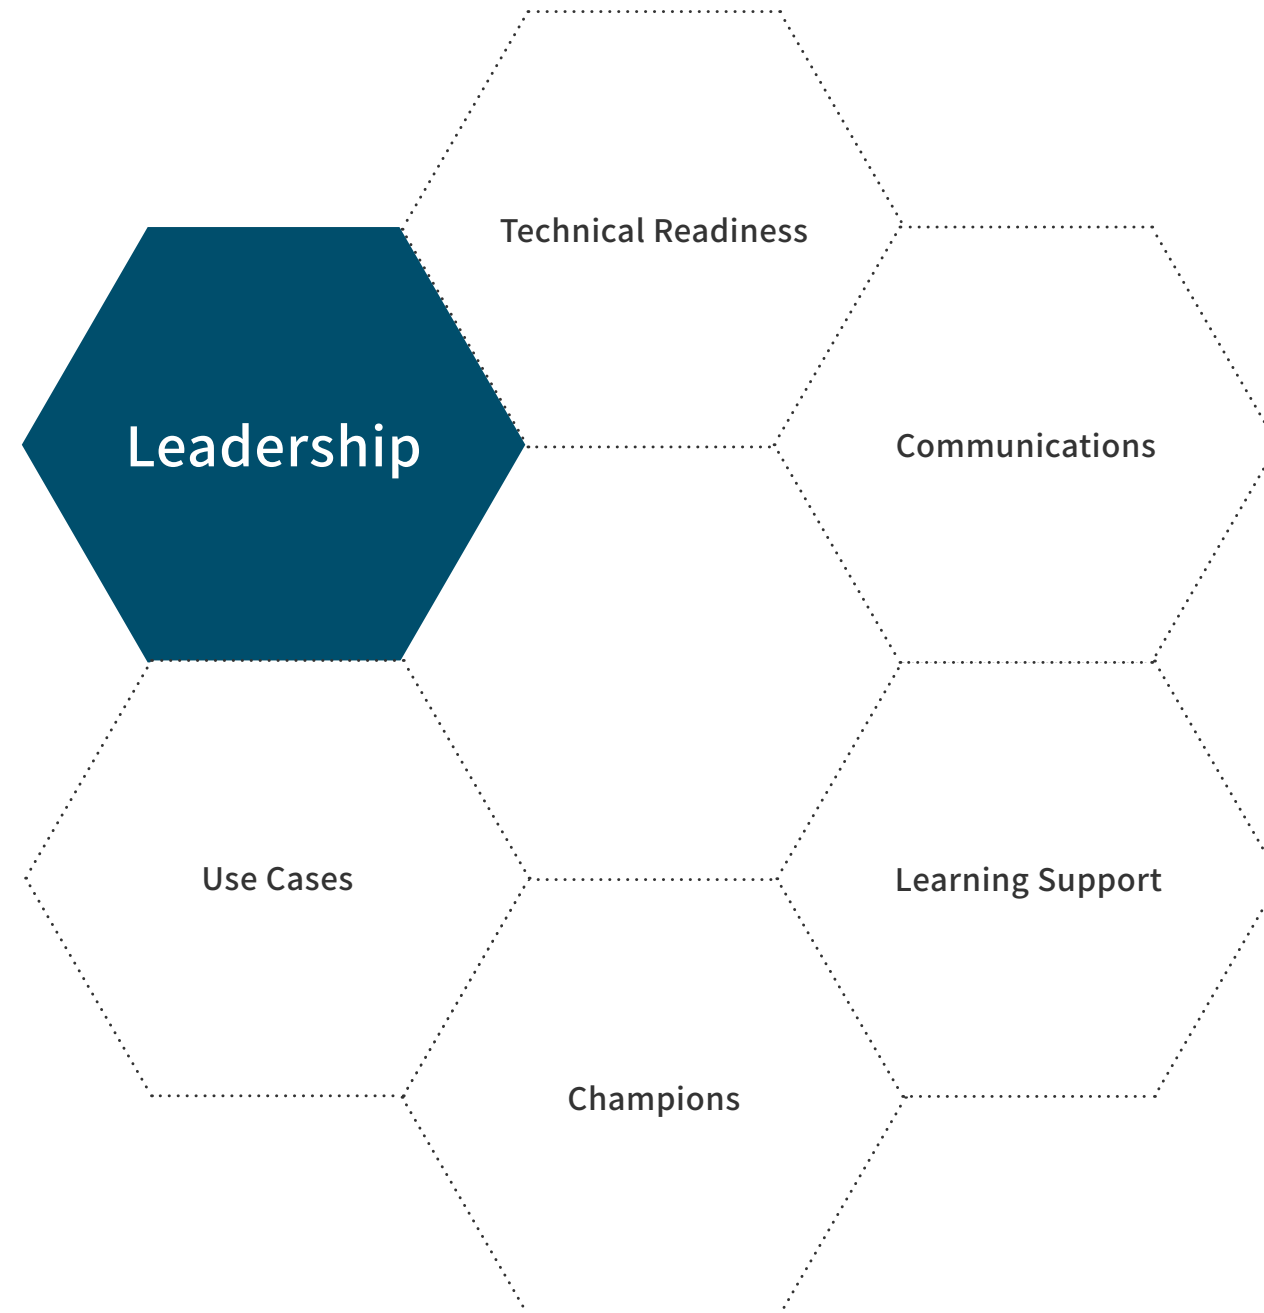 Technical Readiness
Leadership
Communications
Use Cases
Learning Support
Champions